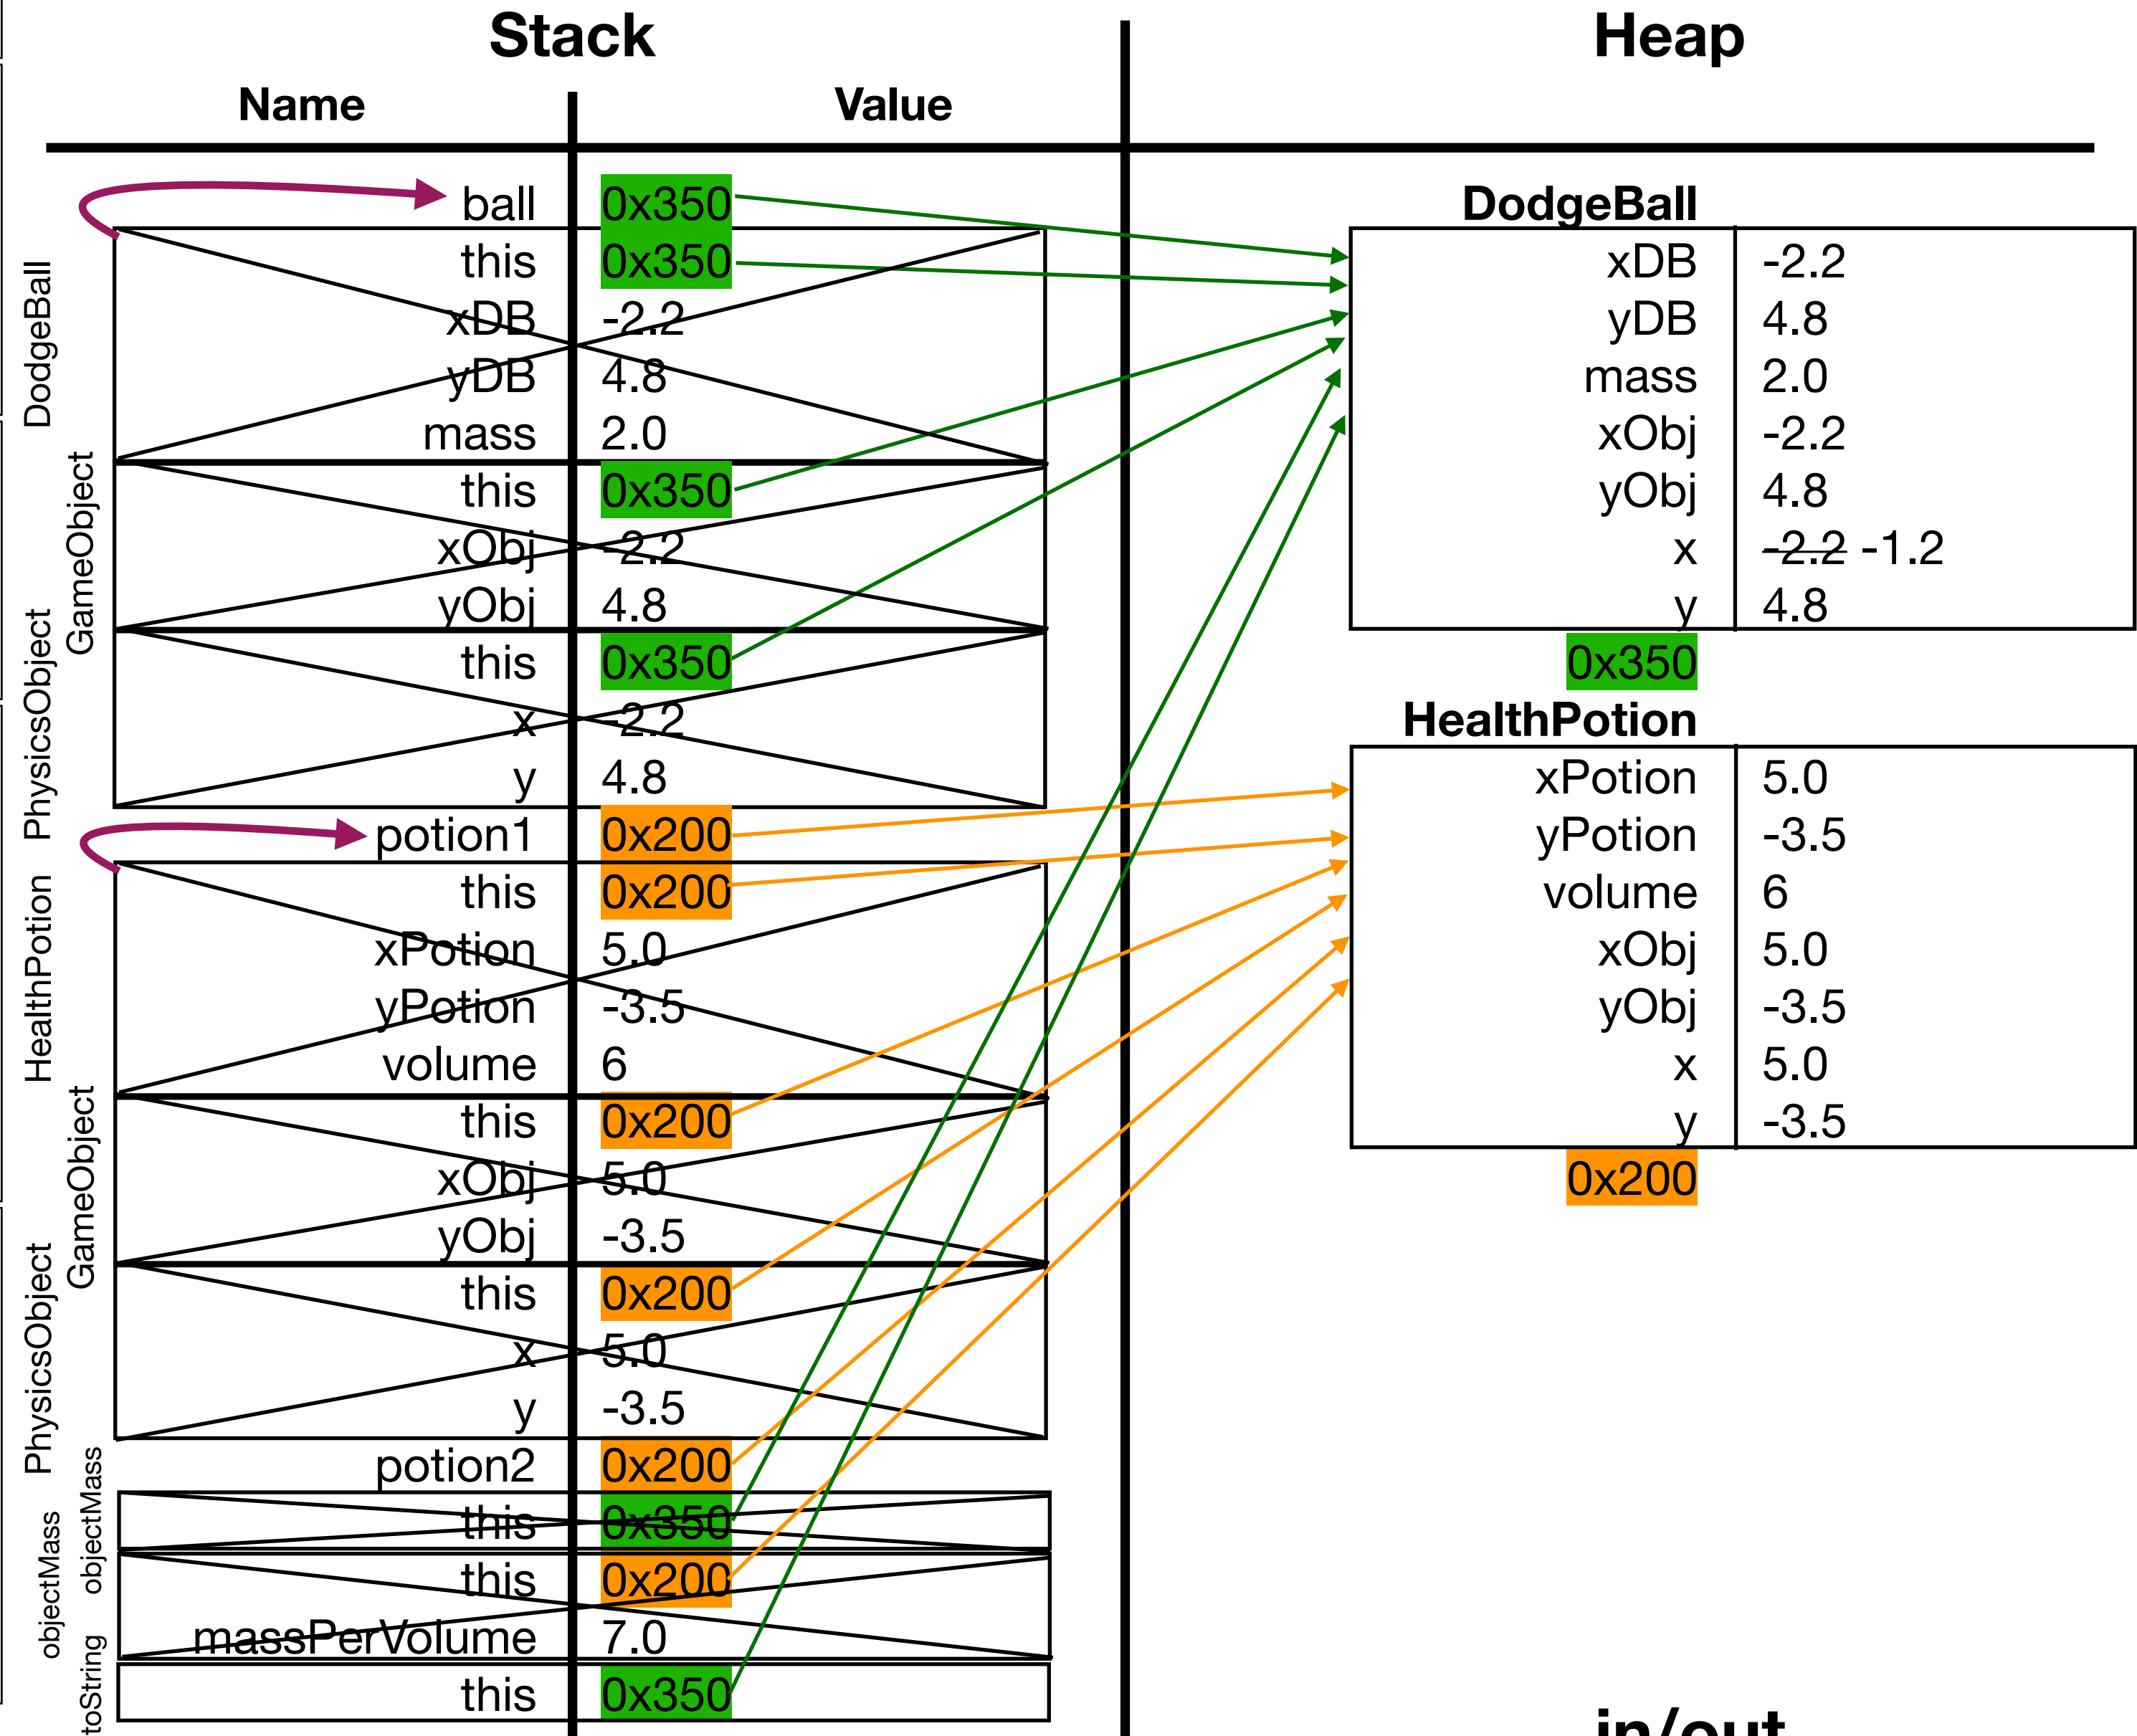 Stack
Heap
Name Value
ball 0x350
this 0x350
xDB -2.2
yDB 4.8
mass 2.0
this 0x350
xObj -2.2
yObj 4.8
this 0x350
x -2.2
y 4.8
potion1 0x200
this 0x200
xPotion 5.0
yPotion -3.5
volume 6
this 0x200
xObj 5.0
yObj -3.5
this 0x200
x 5.0
y -3.5
potion2 0x200
this 0x350
this 0x200
massPerVolume 7.0
this 0x350
DodgeBall
GameObject
PhysicsObject
HealthPotion
GameObject
PhysicsObject
objectMass
objectMass
toString
DodgeBall
xDB -2.2
yDB 4.8
mass 2.0
xObj -2.2
yObj 4.8
x -2.2 -1.2
y 4.8
0x350
HealthPotion
xPotion 5.0
yPotion -3.5
volume 6
xObj 5.0
yObj -3.5
x 5.0
y -3.5
0x200
in/out